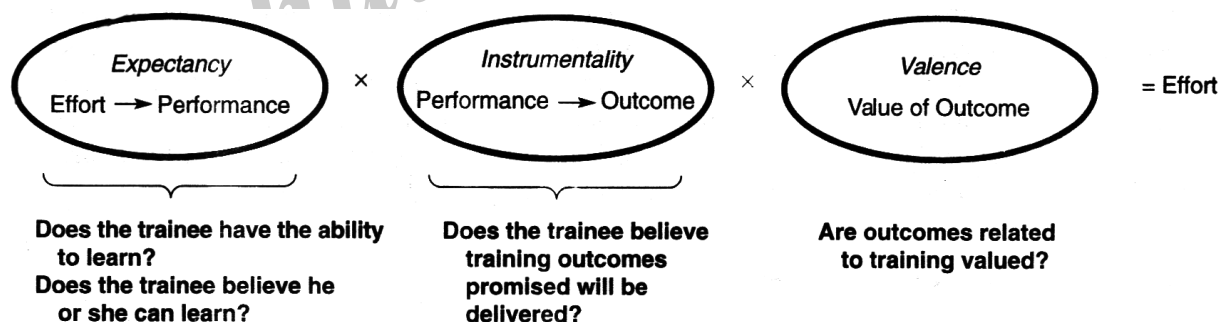 Expectancy
Effort → Performance
×
Instrumentality
Performance → Outcome
×
Valence
Value of Outcome
= Effort
Does the trainee have the ability
to learn?
Does the trainee believe he
or she can learn?
Does the trainee believe
training outcomes
promised will be
delivered?
Are outcomes related
to training valued?